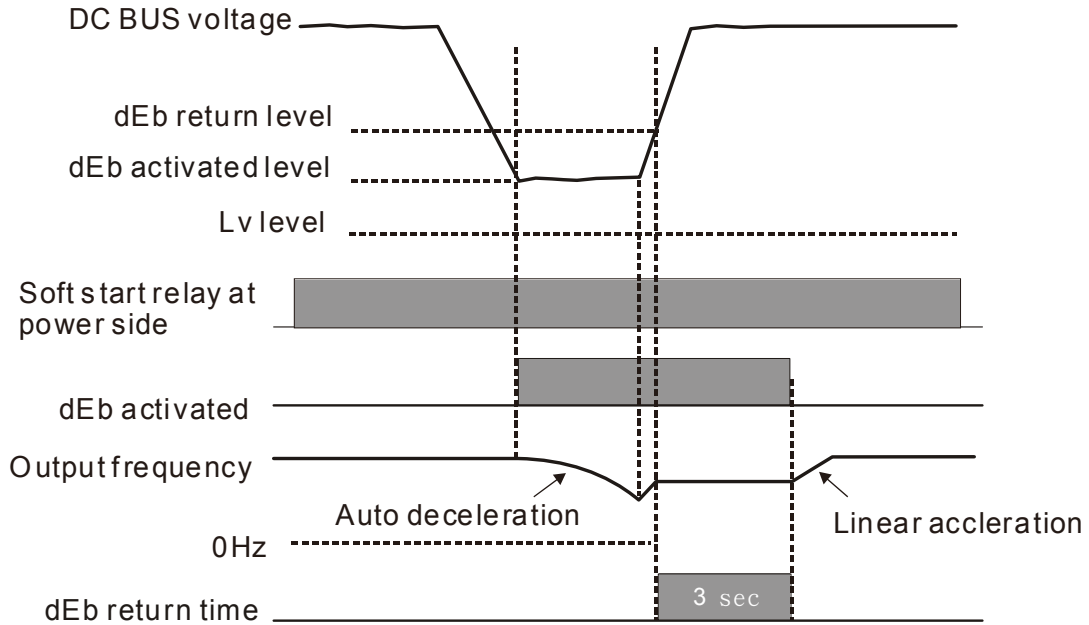 DC BUS voltage
dEb return level
dEb activated level
Lv level
Soft start relay at
power side
dEb activated
Output frequency
Auto deceleration
Linear accleration
0Hz
3 sec
dEb return time